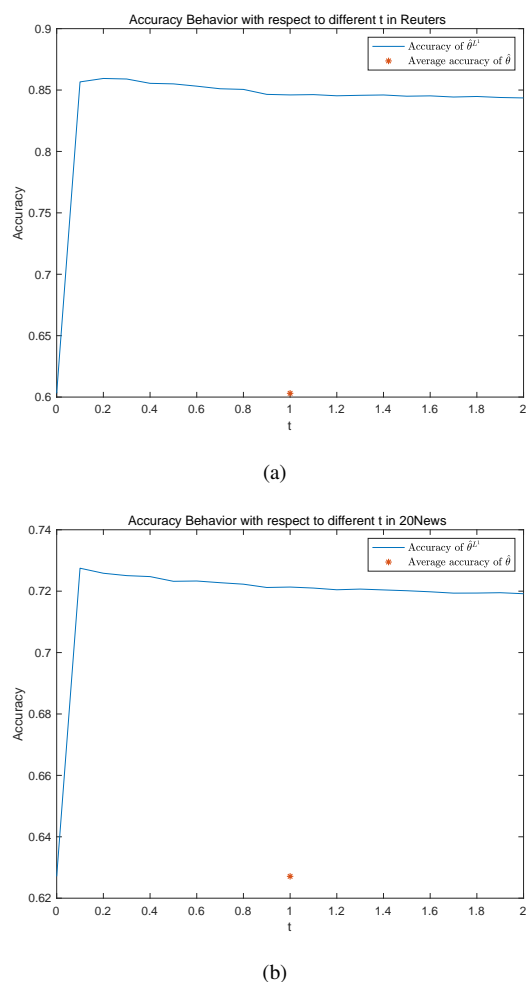 Accuracy Behavior with respect to different t in Reuters
0.9
0.85
0.8
0.75
0.7
0.65
0.6
Accuracy
Accuracy of θ̂^{L^1}
Average accuracy of θ̂
0 0.2 0.4 0.6 0.8 1 1.2 1.4 1.6 1.8 2
t
(a)
Accuracy Behavior with respect to different t in 20News
0.74
0.72
0.7
0.68
0.66
0.64
0.62
Accuracy
Accuracy of θ̂^{L^1}
Average accuracy of θ̂
0 0.2 0.4 0.6 0.8 1 1.2 1.4 1.6 1.8 2
t
(b)